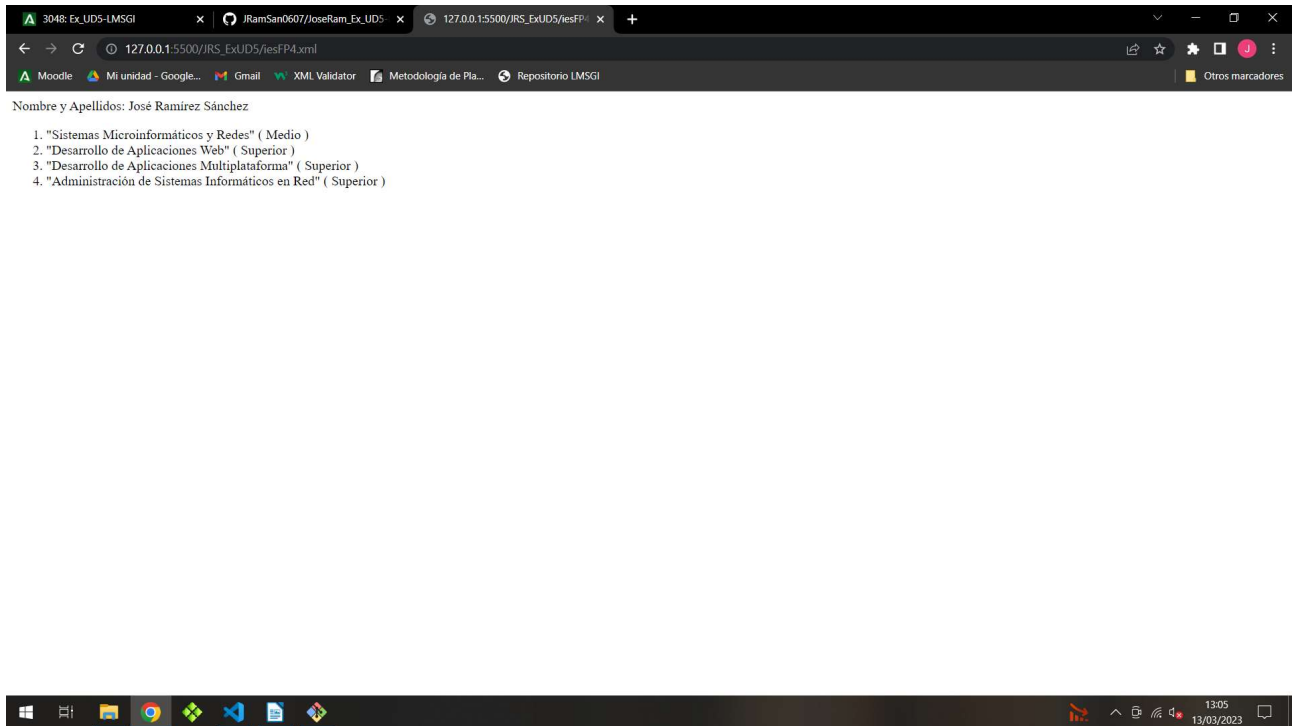 3048: Ex_UD5-LMSGI
JRamSan0607/JoseRam_Ex_UD5-
127.0.0.1:5500/JRS_ExUD5/iesFP4
127.0.0.1:5500/JRS_ExUD5/iesFP4.xml
J
Moodle Mi unidad - Google... Gmail XML Validator Metodología de Pla... Repositorio LMSGI Otros marcadores
Nombre y Apellidos: José Ramírez Sánchez
1. "Sistemas Microinformáticos y Redes" ( Medio )
2. "Desarrollo de Aplicaciones Web" ( Superior )
3. "Desarrollo de Aplicaciones Multiplataforma" ( Superior )
4. "Administración de Sistemas Informáticos en Red" ( Superior )
13:05
13/03/2023